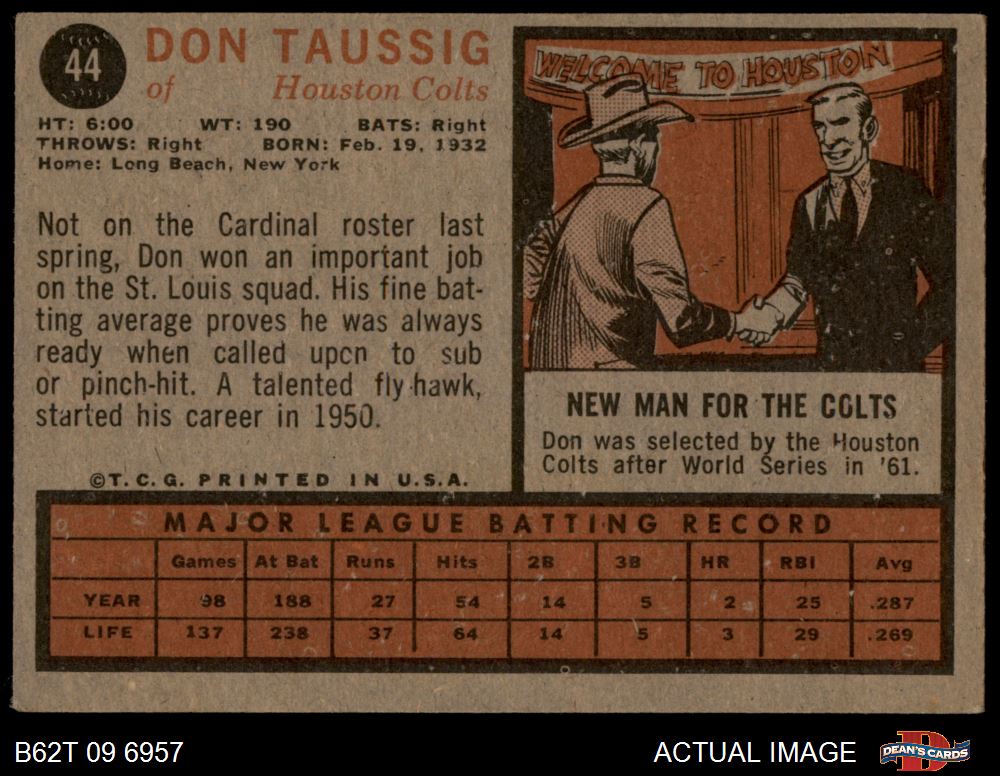 44
DON TAUSSIG
of Houston Colts
HT: 6:00 WT: 190 BATS: Right
THROWS: Right BORN: Feb. 19, 1932
Home: Long Beach, New York
Not on the Cardinal roster last
spring, Don won an important job
on the St. Louis squad. His fine bat-
ting average proves he was always
ready when called upon to sub
or pinch-hit. A talented fly-hawk,
started his career in 1950.
©T.C.G. PRINTED IN U.S.A.
WELCOME TO HOUSTON
NEW MAN FOR THE COLTS
Don was selected by the Houston
Colts after World Series in '61.
MAJOR LEAGUE BATTING RECORD
Games At Bat Runs Hits 2B 3B HR RBI Avg
YEAR 98 188 27 54 14 5 2 25 .287
LIFE 137 238 37 64 14 5 3 29 .269
B62T 09 6957
ACTUAL IMAGE
DEAN'S CARDS